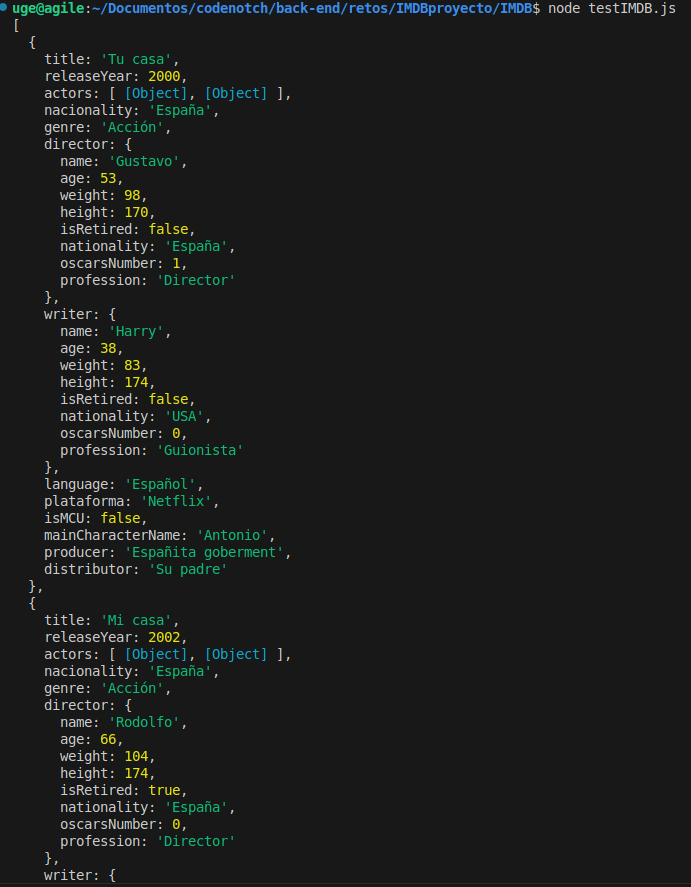 uge@agile:~/Documentos/codenotch/back-end/retos/IMDBproyecto/IMDB$ node testIMDB.js
[
  {
    title: 'Tu casa',
    releaseYear: 2000,
    actors: [ [Object], [Object] ],
    nacionality: 'España',
    genre: 'Acción',
    director: {
      name: 'Gustavo',
      age: 53,
      weight: 98,
      height: 170,
      isRetired: false,
      nationality: 'España',
      oscarsNumber: 1,
      profession: 'Director'
    },
    writer: {
      name: 'Harry',
      age: 38,
      weight: 83,
      height: 174,
      isRetired: false,
      nationality: 'USA',
      oscarsNumber: 0,
      profession: 'Guionista'
    },
    language: 'Español',
    plataforma: 'Netflix',
    isMCU: false,
    mainCharacterName: 'Antonio',
    producer: 'Españita goberment',
    distributor: 'Su padre'
  },
  {
    title: 'Mi casa',
    releaseYear: 2002,
    actors: [ [Object], [Object] ],
    nacionality: 'España',
    genre: 'Acción',
    director: {
      name: 'Rodolfo',
      age: 66,
      weight: 104,
      height: 174,
      isRetired: true,
      nationality: 'España',
      oscarsNumber: 0,
      profession: 'Director'
    },
    writer: {